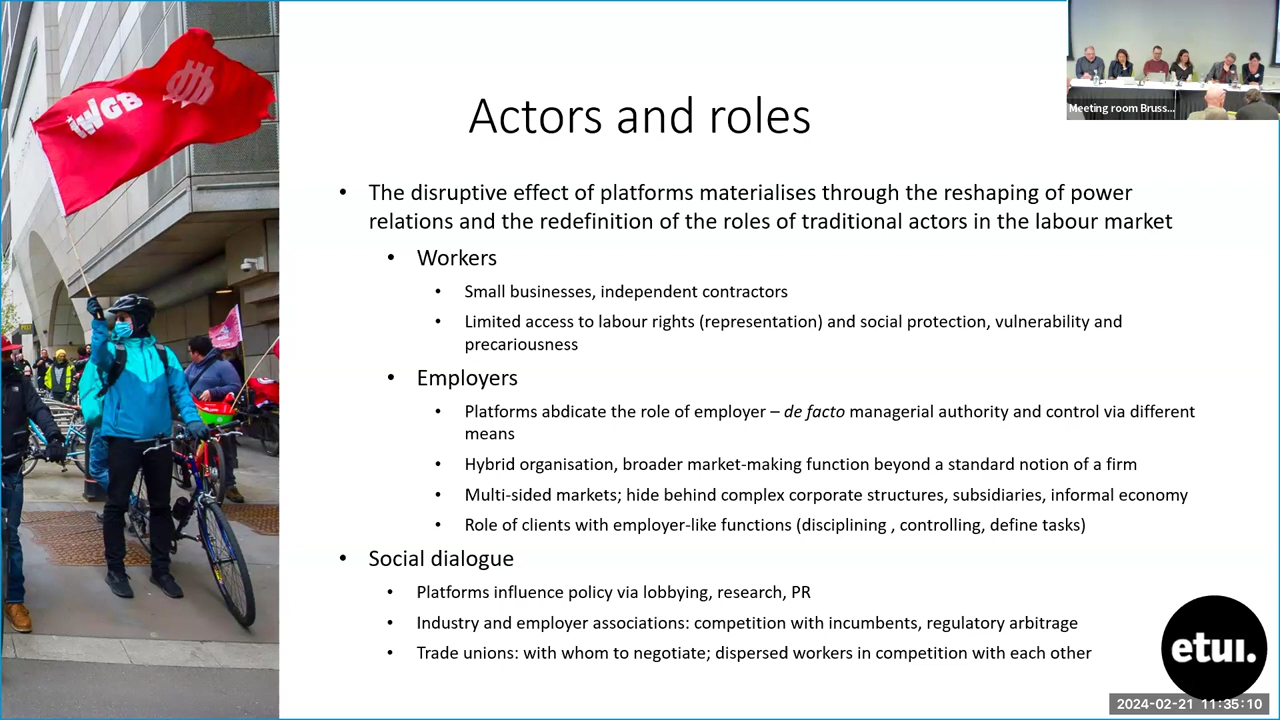 IWGB
Meeting room Bruss...
Actors and roles
• The disruptive effect of platforms materialises through the reshaping of power
relations and the redefinition of the roles of traditional actors in the labour market
• Workers
• Small businesses, independent contractors
• Limited access to labour rights (representation) and social protection, vulnerability and
precariousness
• Employers
• Platforms abdicate the role of employer – de facto managerial authority and control via different
means
• Hybrid organisation, broader market-making function beyond a standard notion of a firm
• Multi-sided markets; hide behind complex corporate structures, subsidiaries, informal economy
• Role of clients with employer-like functions (disciplining , controlling, define tasks)
• Social dialogue
• Platforms influence policy via lobbying, research, PR
• Industry and employer associations: competition with incumbents, regulatory arbitrage
• Trade unions: with whom to negotiate; dispersed workers in competition with each other
etui.
2024-02-21 11:35:10